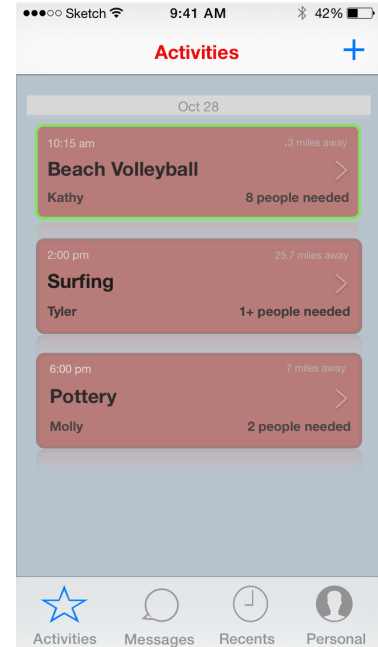 Sketch 9:41 AM 42%
Activities +
Oct 28
10:15 am .3 miles away
Beach Volleyball
Kathy 8 people needed
2:00 pm 25.7 miles away
Surfing
Tyler 1+ people needed
6:00 pm 7 miles away
Pottery
Molly 2 people needed
Activities Messages Recents Personal